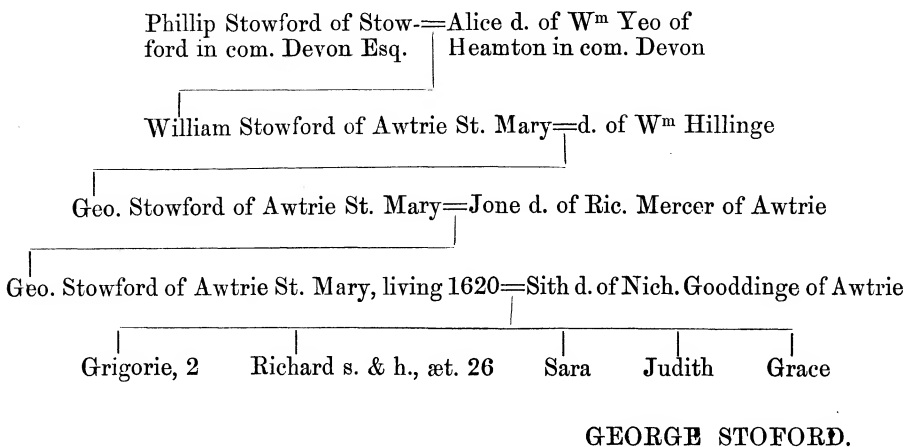 Phillip Stowford of Stow-=Alice d. of Wm Yeo of
ford in com. Devon Esq. Heamton in com. Devon
William Stowford of Awtrie St. Mary=d. of Wm Hillinge
Geo. Stowford of Awtrie St. Mary=Jone d. of Ric. Mercer of Awtrie
Geo. Stowford of Awtrie St. Mary, living 1620=Sith d. of Nich. Gooddinge of Awtrie
Grigorie, 2 Richard s. & h., æt. 26 Sara Judith Grace
GEORGE STOFORD.